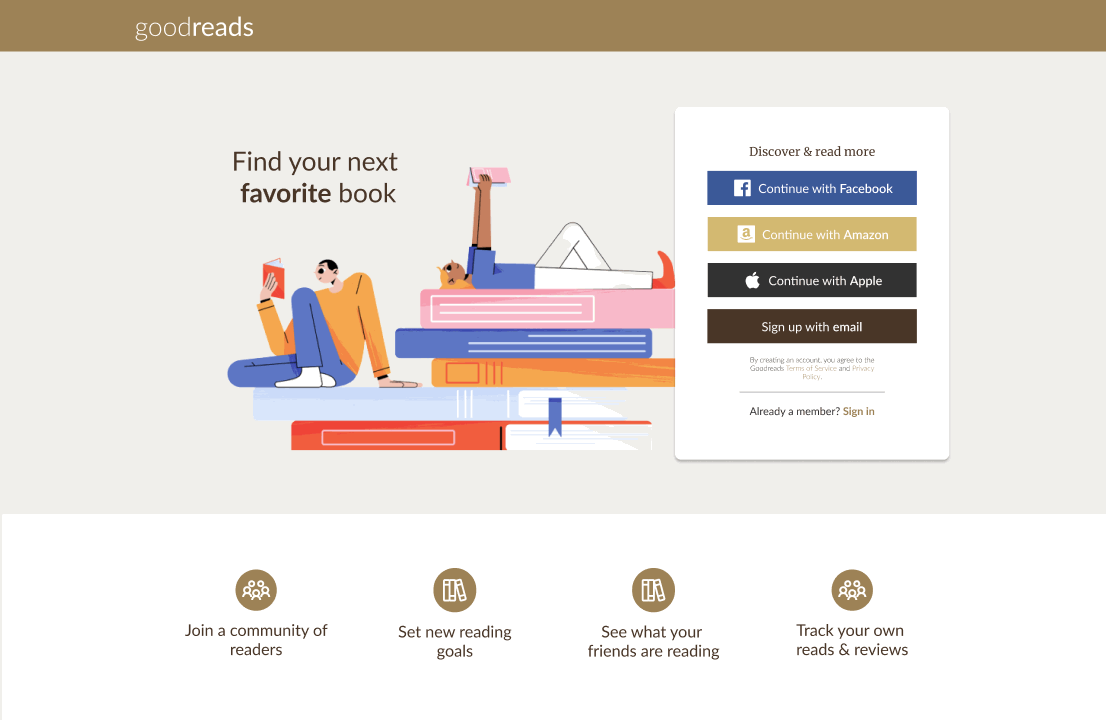 goodreads
Find your next
favorite book
Discover & read more
Continue with Facebook
Continue with Amazon
Continue with Apple
Sign up with email
By creating an account, you agree to the
Goodreads Terms of Service and Privacy
Policy.
Already a member? Sign in
Join a community of
readers
Set new reading
goals
See what your
friends are reading
Track your own
reads & reviews